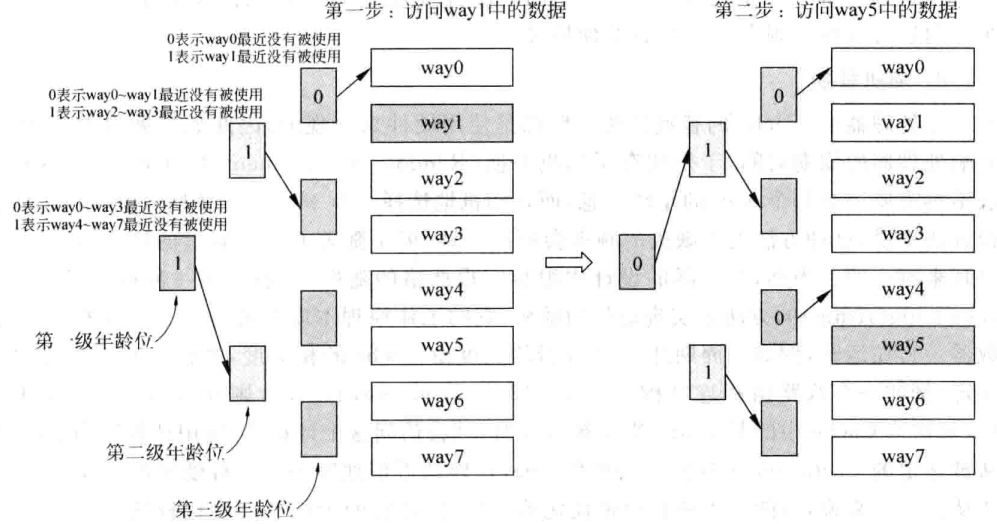 第一步：访问way1中的数据
第二步：访问way5中的数据
0表示way0最近没有被使用
1表示way1最近没有被使用
0表示way0~way1最近没有被使用
1表示way2~way3最近没有被使用
0表示way0~way3最近没有被使用
1表示way4~way7最近没有被使用
0
1
1
way0
way1
way2
way3
way4
way5
way6
way7
第一级年龄位
第二级年龄位
第三级年龄位
0
1
0
0
1
way0
way1
way2
way3
way4
way5
way6
way7